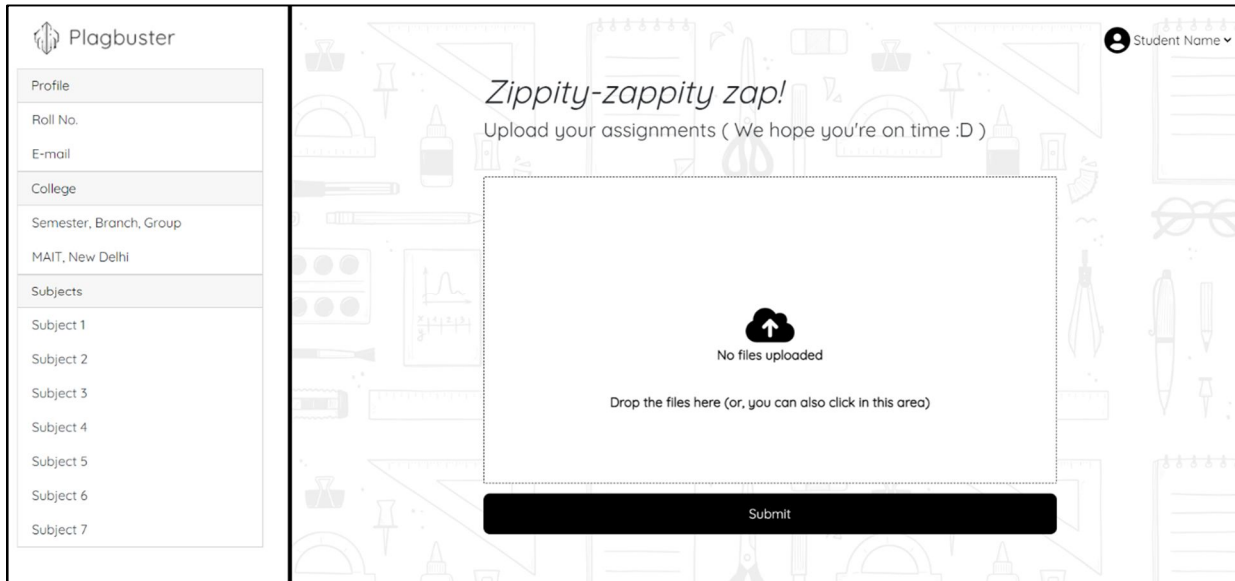 Plagbuster
Profile
Roll No.
E-mail
College
Semester, Branch, Group
MAIT, New Delhi
Subjects
Subject 1
Subject 2
Subject 3
Subject 4
Subject 5
Subject 6
Subject 7
Student Name
Zippity-zappity zap!
Upload your assignments ( We hope you're on time :D )
No files uploaded
Drop the files here (or, you can also click in this area)
Submit